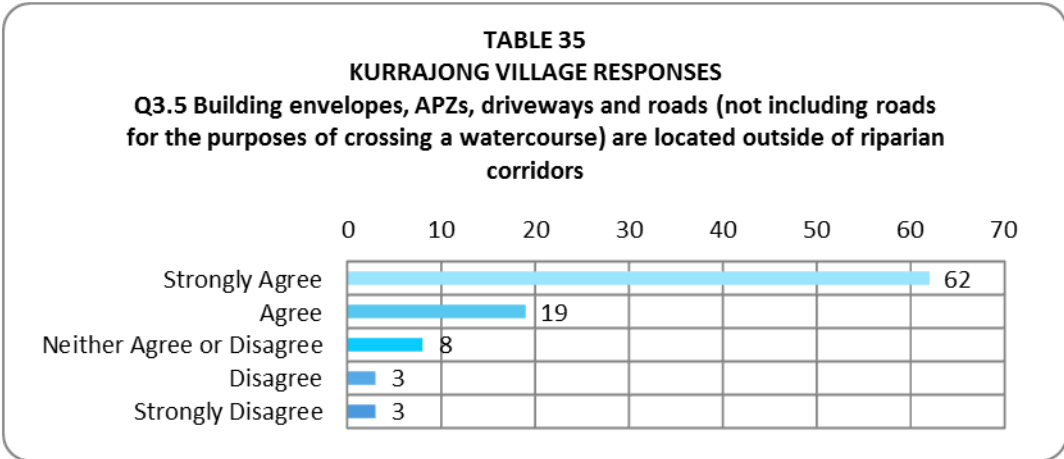 TABLE 35
KURRAJONG VILLAGE RESPONSES
Q3.5 Building envelopes, APZs, driveways and roads (not including roads
for the purposes of crossing a watercourse) are located outside of riparian
corridors
0 10 20 30 40 50 60 70
Strongly Agree 62
Agree 19
Neither Agree or Disagree 8
Disagree 3
Strongly Disagree 3